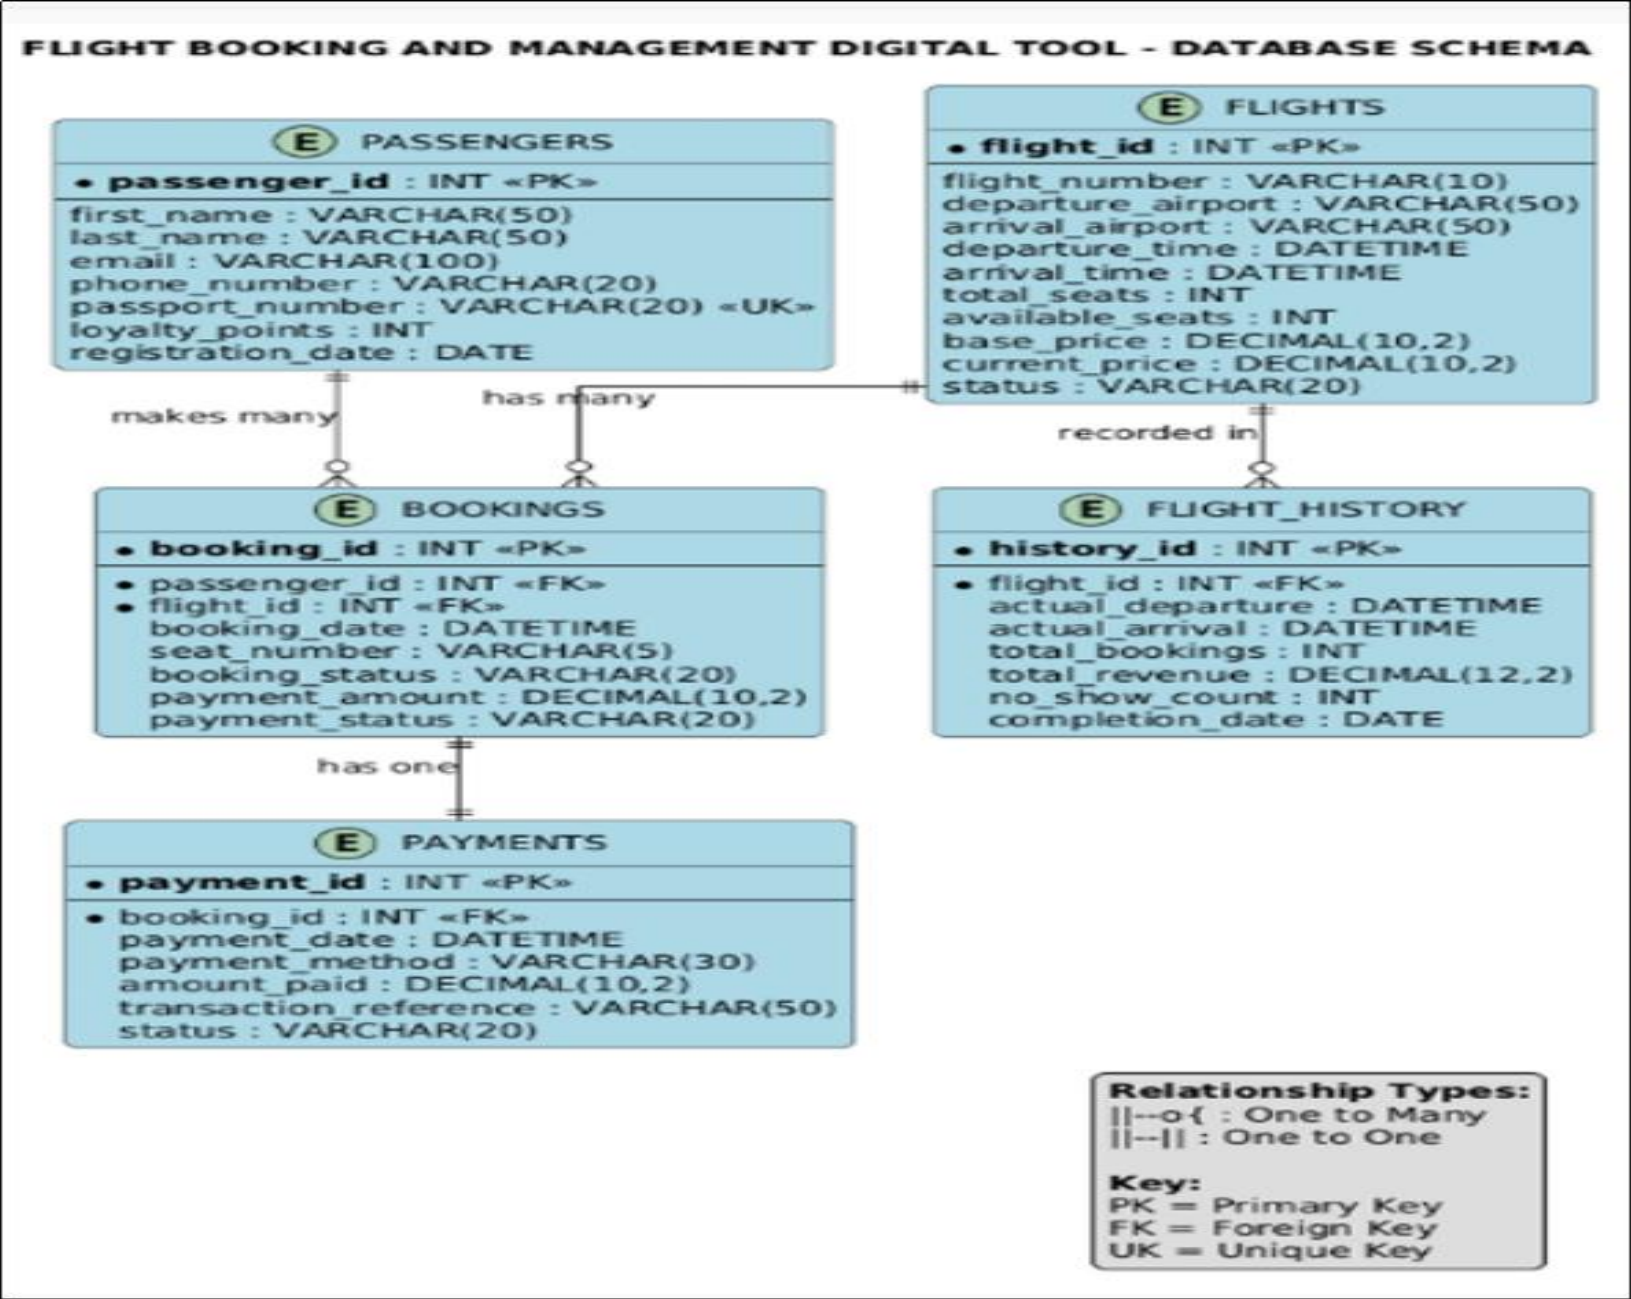 FLIGHT BOOKING AND MANAGEMENT DIGITAL TOOL - DATABASE SCHEMA
E PASSENGERS
• passenger_id : INT «PK»
first_name : VARCHAR(50)
last_name : VARCHAR(50)
email : VARCHAR(100)
phone_number : VARCHAR(20)
passport_number : VARCHAR(20) «UK»
loyalty_points : INT
registration_date : DATE
E FLIGHTS
• flight_id : INT «PK»
flight_number : VARCHAR(10)
departure_airport : VARCHAR(50)
arrival_airport : VARCHAR(50)
departure_time : DATETIME
arrival_time : DATETIME
total_seats : INT
available_seats : INT
base_price : DECIMAL(10,2)
current_price : DECIMAL(10,2)
status : VARCHAR(20)
makes many
has many
recorded in
E BOOKINGS
• booking_id : INT «PK»
• passenger_id : INT «FK»
• flight_id : INT «FK»
booking_date : DATETIME
seat_number : VARCHAR(5)
booking_status : VARCHAR(20)
payment_amount : DECIMAL(10,2)
payment_status : VARCHAR(20)
E FLIGHT_HISTORY
• history_id : INT «PK»
• flight_id : INT «FK»
actual_departure : DATETIME
actual_arrival : DATETIME
total_bookings : INT
total_revenue : DECIMAL(12,2)
no_show_count : INT
completion_date : DATE
has one
E PAYMENTS
• payment_id : INT «PK»
• booking_id : INT «FK»
payment_date : DATETIME
payment_method : VARCHAR(30)
amount_paid : DECIMAL(10,2)
transaction_reference : VARCHAR(50)
status : VARCHAR(20)
Relationship Types:
||--o{ : One to Many
||--|| : One to One
Key:
PK = Primary Key
FK = Foreign Key
UK = Unique Key